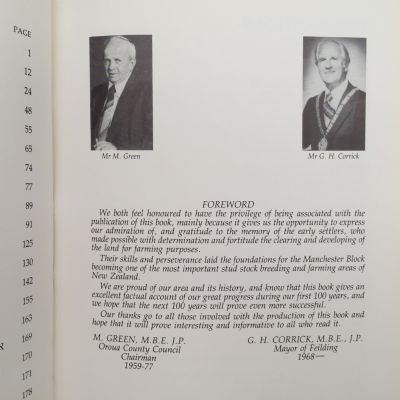 PAGE
1
12
24
48
55
65
74
77
89
91
125
130
142
155
163
169
R
170
171
178
Mr M. Green
Mr G. H. Corrick
FOREWORD
We both feel honoured to have the privilege of being associated with the
publication of this book, mainly because it gives us the opportunity to express
our admiration of, and gratitude to the memory of the early settlers, who
made possible with determination and fortitude the clearing and developing of
the land for farming purposes.
Their skills and perseverance laid the foundations for the Manchester Block
becoming one of the most important stud stock breeding and farming areas of
New Zealand.
We are proud of our area and its history, and know that this book gives an
excellent factual account of our great progress during our first 100 years, and
we hope that the next 100 years will prove even more successful.
Our thanks go to all those involved with the production of this book and
hope that it will prove interesting and informative to all who read it.
M. GREEN, M.B.E. J.P.
Oroua County Council
Chairman
1959-77
G. H. CORRICK, M.B.E., J.P.
Mayor of Feilding
1968—